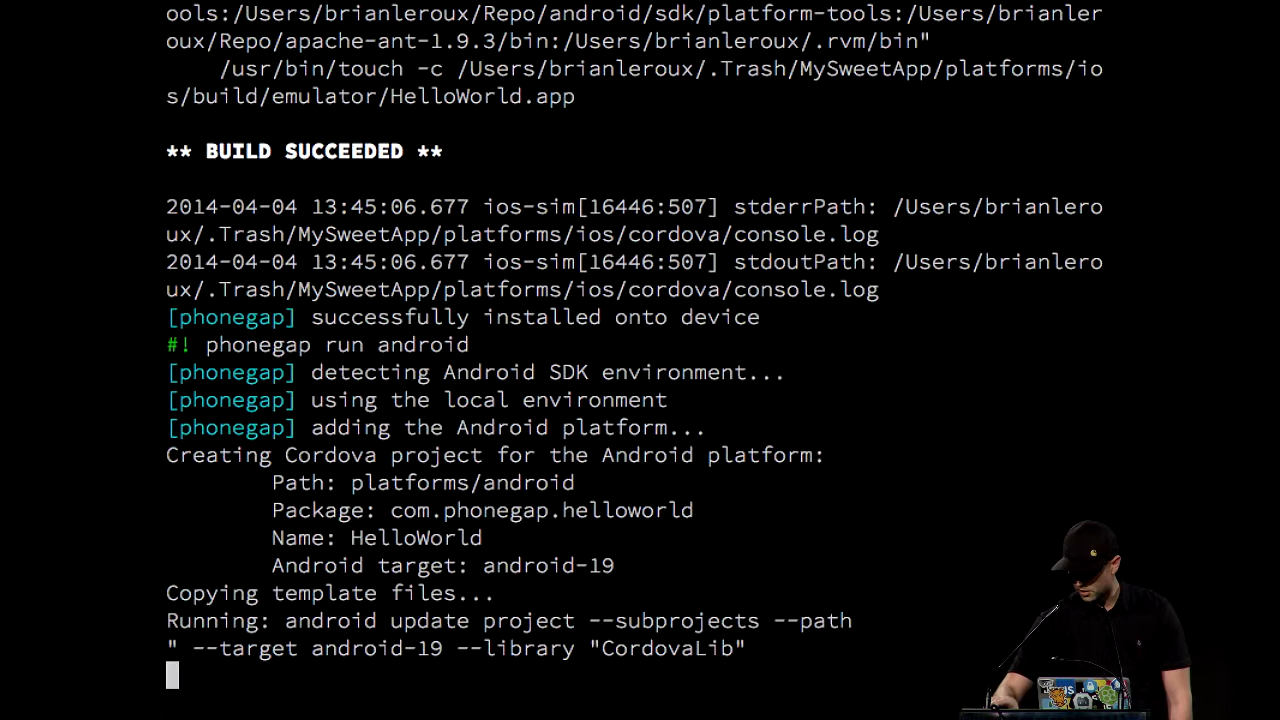 ools:/Users/brianleroux/Repo/android/sdk/platform-tools:/Users/brianler
oux/Repo/apache-ant-1.9.3/bin:/Users/brianleroux/.rvm/bin"
/usr/bin/touch -c /Users/brianleroux/.Trash/MySweetApp/platforms/io
s/build/emulator/HelloWorld.app
** BUILD SUCCEEDED **
2014-04-04 13:45:06.677 ios-sim[16446:507] stderrPath: /Users/brianlero
ux/.Trash/MySweetApp/platforms/ios/cordova/console.log
2014-04-04 13:45:06.677 ios-sim[16446:507] stdoutPath: /Users/brianlero
ux/.Trash/MySweetApp/platforms/ios/cordova/console.log
[phonegap] successfully installed onto device
#! phonegap run android
[phonegap] detecting Android SDK environment...
[phonegap] using the local environment
[phonegap] adding the Android platform...
Creating Cordova project for the Android platform:
Path: platforms/android
Package: com.phonegap.helloworld
Name: HelloWorld
Android target: android-19
Copying template files...
Running: android update project --subprojects --path
" --target android-19 --library "CordovaLib"